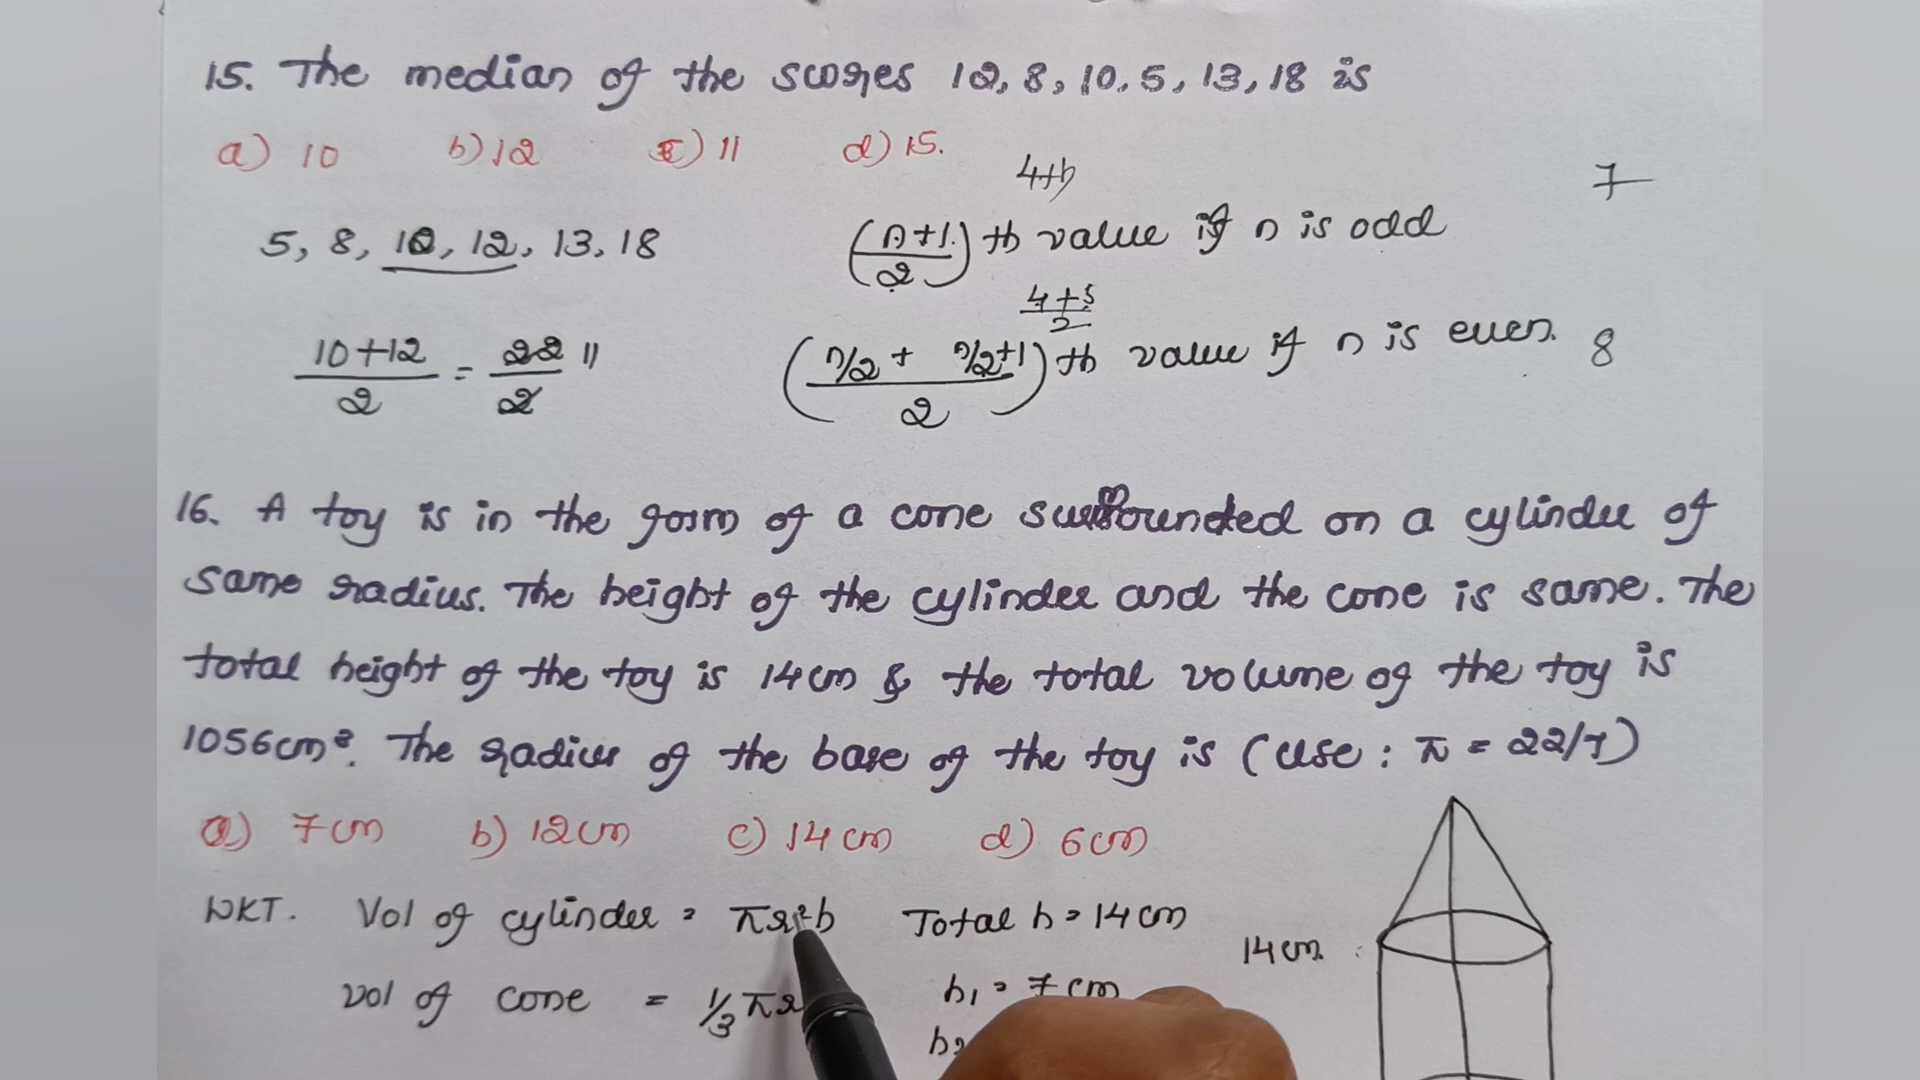 15. The median of the scores 12, 8, 10, 5, 13, 18 is
a) 10 b) 12 c) 11 d) 15.
4th
7
5, 8, 10, 12, 13, 18
(n+1/2)th value if n is odd
4+5/2
10+12/2 = 22/2 11
(n/2 + n/2+1/2)th value if n is even. 8
16. A toy is in the form of a cone surmounted on a cylinder of
same radius. The height of the cylinder and the cone is same. The
total height of the toy is 14cm & the total volume of the toy is
1056cm³. The radius of the base of the toy is (use: π = 22/7)
a) 7cm b) 12cm c) 14cm d) 6cm
WKT. Vol of cylinder = πr²h Total h = 14cm
14cm.
vol of cone = 1/3 πr h₁ = 7cm
h₂